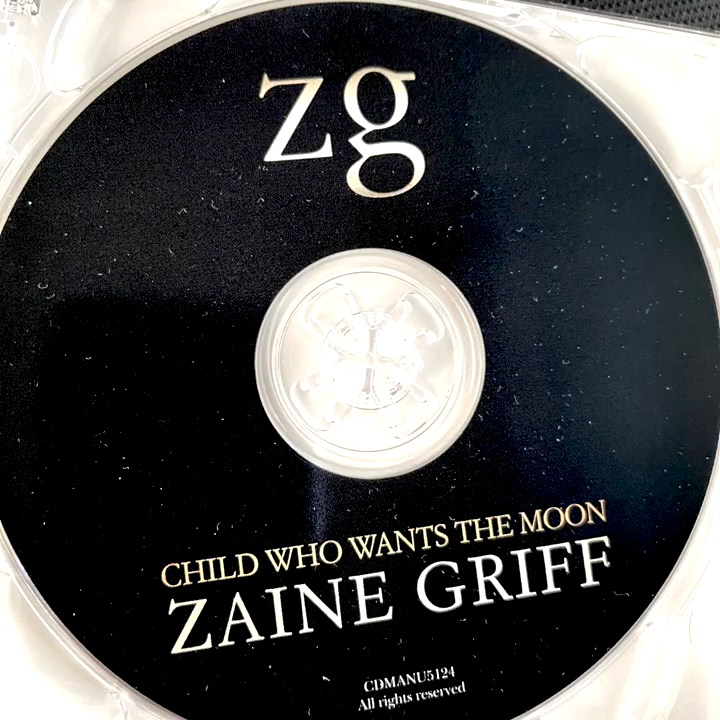 zg
CHILD WHO WANTS THE MOON
ZAINE GRIFF
CDMANU5124
All rights reserved